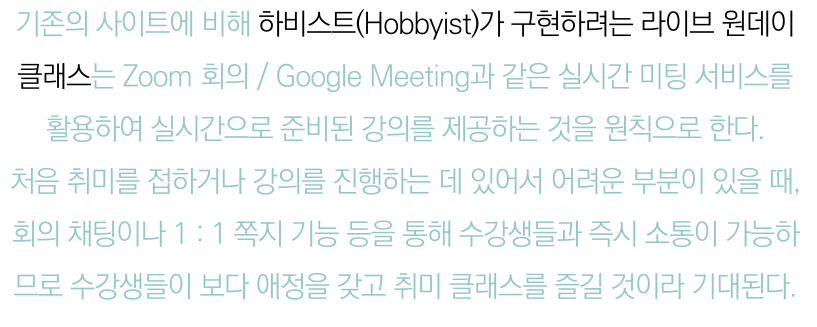 기존의 사이트에 비해 하비스트(Hobbyist)가 구현하려는 라이브 원데이
클래스는 Zoom 회의 / Google Meeting과 같은 실시간 미팅 서비스를
활용하여 실시간으로 준비된 강의를 제공하는 것을 원칙으로 한다.
처음 취미를 접하거나 강의를 진행하는 데 있어서 어려운 부분이 있을 때,
회의 채팅이나 1 : 1 쪽지 기능 등을 통해 수강생들과 즉시 소통이 가능하
므로 수강생들이 보다 애정을 갖고 취미 클래스를 즐길 것이라 기대된다.